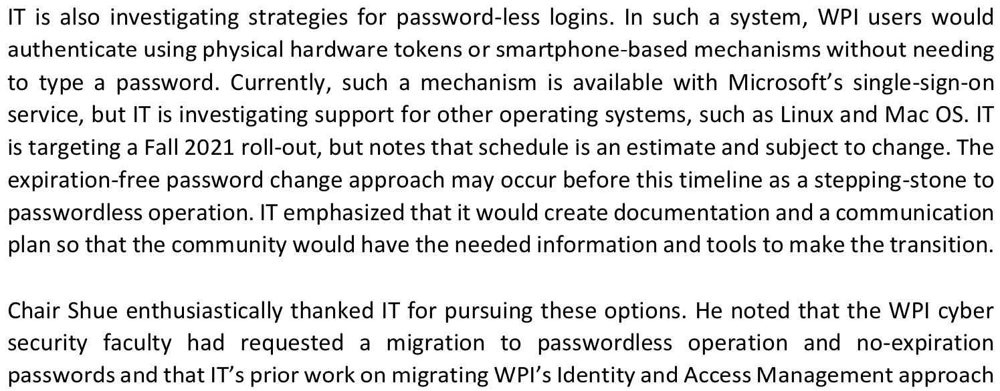 IT is also investigating strategies for password-less logins. In such a system, WPI users would
authenticate using physical hardware tokens or smartphone-based mechanisms without needing
to type a password. Currently, such a mechanism is available with Microsoft’s single-sign-on
service, but IT is investigating support for other operating systems, such as Linux and Mac OS. IT
is targeting a Fall 2021 roll-out, but notes that schedule is an estimate and subject to change. The
expiration-free password change approach may occur before this timeline as a stepping-stone to
passwordless operation. IT emphasized that it would create documentation and a communication
plan so that the community would have the needed information and tools to make the transition.
Chair Shue enthusiastically thanked IT for pursuing these options. He noted that the WPI cyber
security faculty had requested a migration to passwordless operation and no-expiration
passwords and that IT’s prior work on migrating WPI’s Identity and Access Management approach